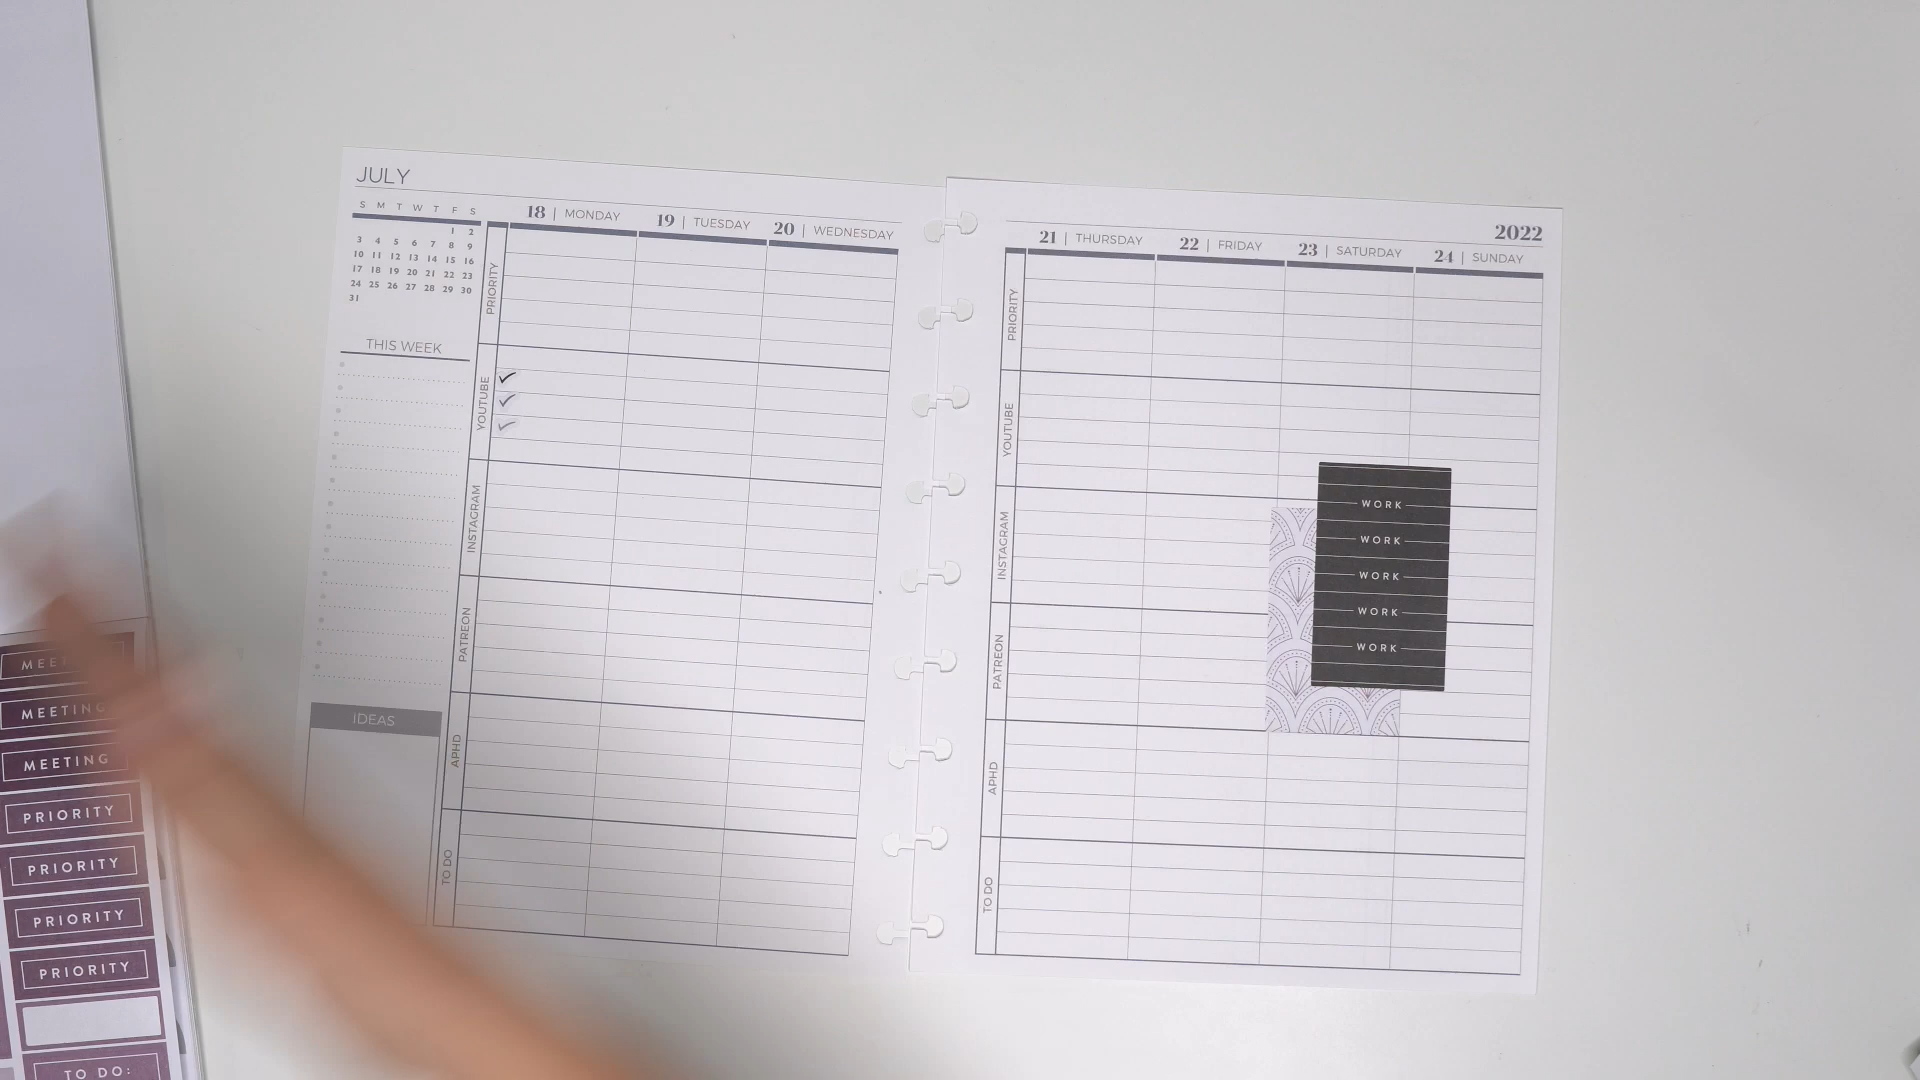 JULY
S M T W T F S
1 2
3 4 5 6 7 8 9
10 11 12 13 14 15 16
17 18 19 20 21 22 23
24 25 26 27 28 29 30
31
THIS WEEK
IDEAS
18 | MONDAY
19 | TUESDAY
20 | WEDNESDAY
PRIORITY
YOUTUBE
INSTAGRAM
PATREON
APHD
TO DO
2022
21 | THURSDAY
22 | FRIDAY
23 | SATURDAY
24 | SUNDAY
PRIORITY
YOUTUBE
INSTAGRAM
PATREON
APHD
TO DO
WORK
WORK
WORK
WORK
WORK
MEETING
MEETING
PRIORITY
PRIORITY
PRIORITY
PRIORITY
TO DO: